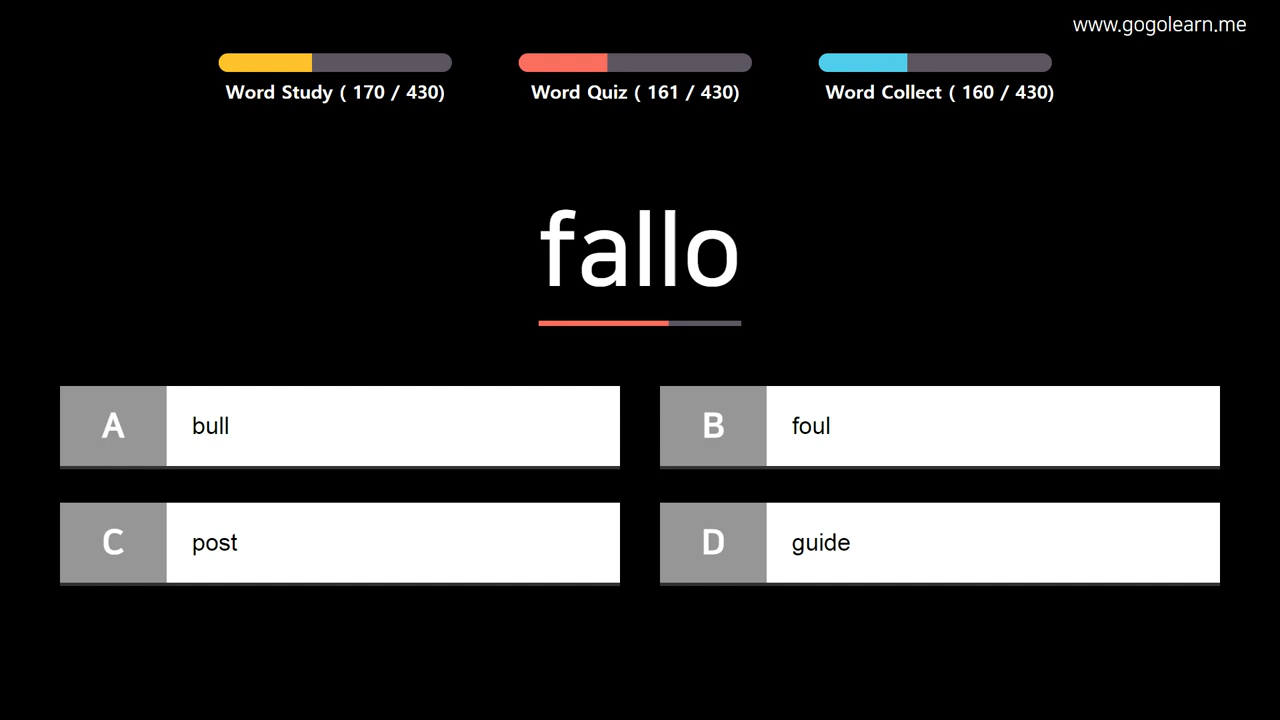 www.gogolearn.me
Word Study ( 170 / 430)
Word Quiz ( 161 / 430)
Word Collect ( 160 / 430)
fallo
A
bull
B
foul
C
post
D
guide